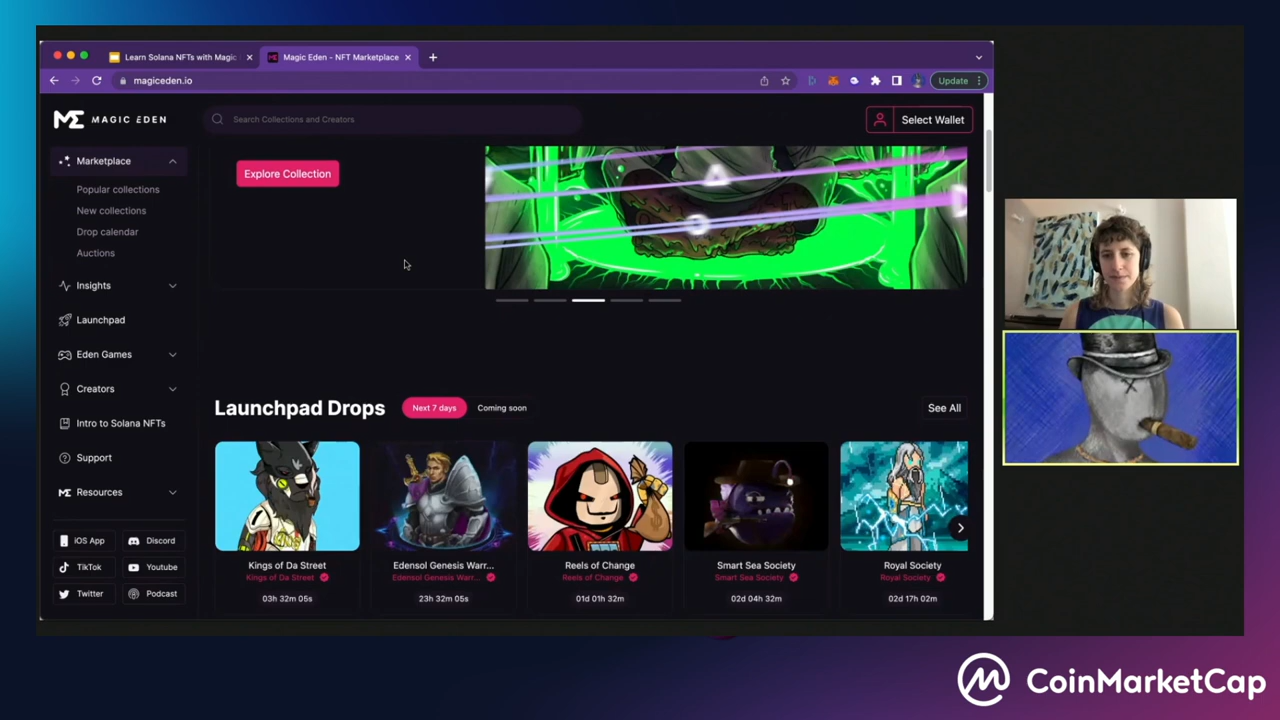 Learn Solana NFTs with Magic
Magic Eden - NFT Marketplace
magiceden.io
Update
MAGIC EDEN
Search Collections and Creators
Select Wallet
Marketplace
Popular collections
New collections
Drop calendar
Auctions
Insights
Launchpad
Eden Games
Creators
Intro to Solana NFTs
Support
Resources
iOS App
Discord
TikTok
Youtube
Twitter
Podcast
Explore Collection
Launchpad Drops
Next 7 days
Coming soon
See All
Kings of Da Street
Kings of Da Street
03h 32m 05s
Edensol Genesis Warr...
Edensol Genesis Warr...
23h 32m 05s
Reels of Change
Reels of Change
01d 01h 32m
Smart Sea Society
Smart Sea Society
02d 04h 32m
Royal Society
Royal Society
02d 17h 02m
CoinMarketCap